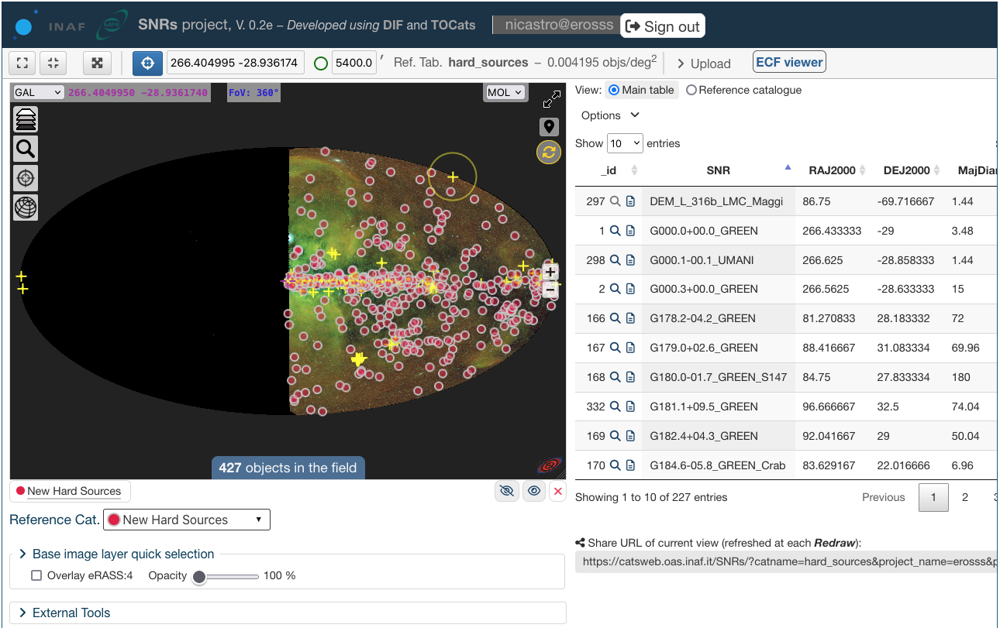 INAF MPE SNRs project, V. 0.2e – Developed using DIF and TOCats nicastro@erosss Sign out
266.404995 -28.936174 5400.0 ′ Ref. Tab. hard_sources – 0.004195 objs/deg2 Upload ECF viewer
GAL 266.4049950 −28.9361740 FoV: 360° MOL
+
−
427 objects in the field
New Hard Sources
Reference Cat. New Hard Sources
Base image layer quick selection
Overlay eRASS:4 Opacity 100 %
External Tools
View: Main table Reference catalogue
Options
Show 10 entries
_id SNR RAJ2000 DEJ2000 MajDia
297 DEM_L_316b_LMC_Maggi 86.75 -69.716667 1.44
1 G000.0+00.0_GREEN 266.433333 -29 3.48
298 G000.1-00.1_UMANI 266.625 -28.858333 1.44
2 G000.3+00.0_GREEN 266.5625 -28.633333 15
166 G178.2-04.2_GREEN 81.270833 28.183332 72
167 G179.0+02.6_GREEN 88.416667 31.083334 69.96
168 G180.0-01.7_GREEN_S147 84.75 27.833334 180
332 G181.1+09.5_GREEN 96.666667 32.5 74.04
169 G182.4+04.3_GREEN 92.041667 29 50.04
170 G184.6-05.8_GREEN_Crab 83.629167 22.016666 6.96
Showing 1 to 10 of 227 entries Previous 1 2
Share URL of current view (refreshed at each Redraw):
https://catsweb.oas.inaf.it/SNRs/?catname=hard_sources&project_name=erosss&p